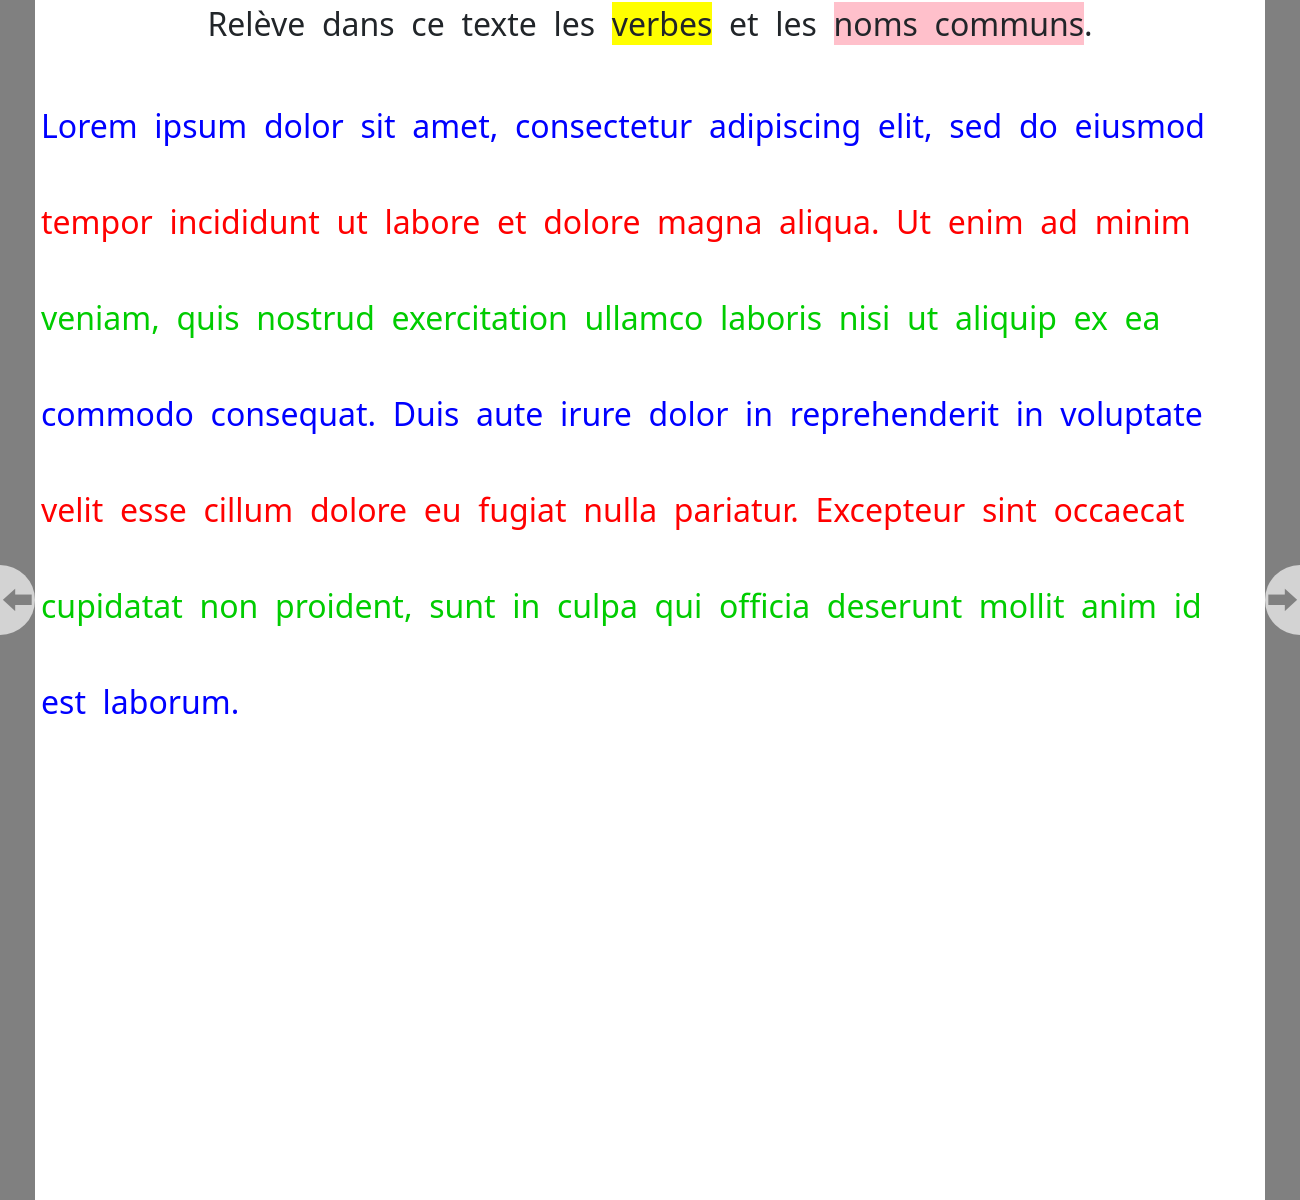 Relève dans ce texte les verbes et les noms communs.
Lorem ipsum dolor sit amet, consectetur adipiscing elit, sed do eiusmod
tempor incididunt ut labore et dolore magna aliqua. Ut enim ad minim
veniam, quis nostrud exercitation ullamco laboris nisi ut aliquip ex ea
commodo consequat. Duis aute irure dolor in reprehenderit in voluptate
velit esse cillum dolore eu fugiat nulla pariatur. Excepteur sint occaecat
cupidatat non proident, sunt in culpa qui officia deserunt mollit anim id
est laborum.